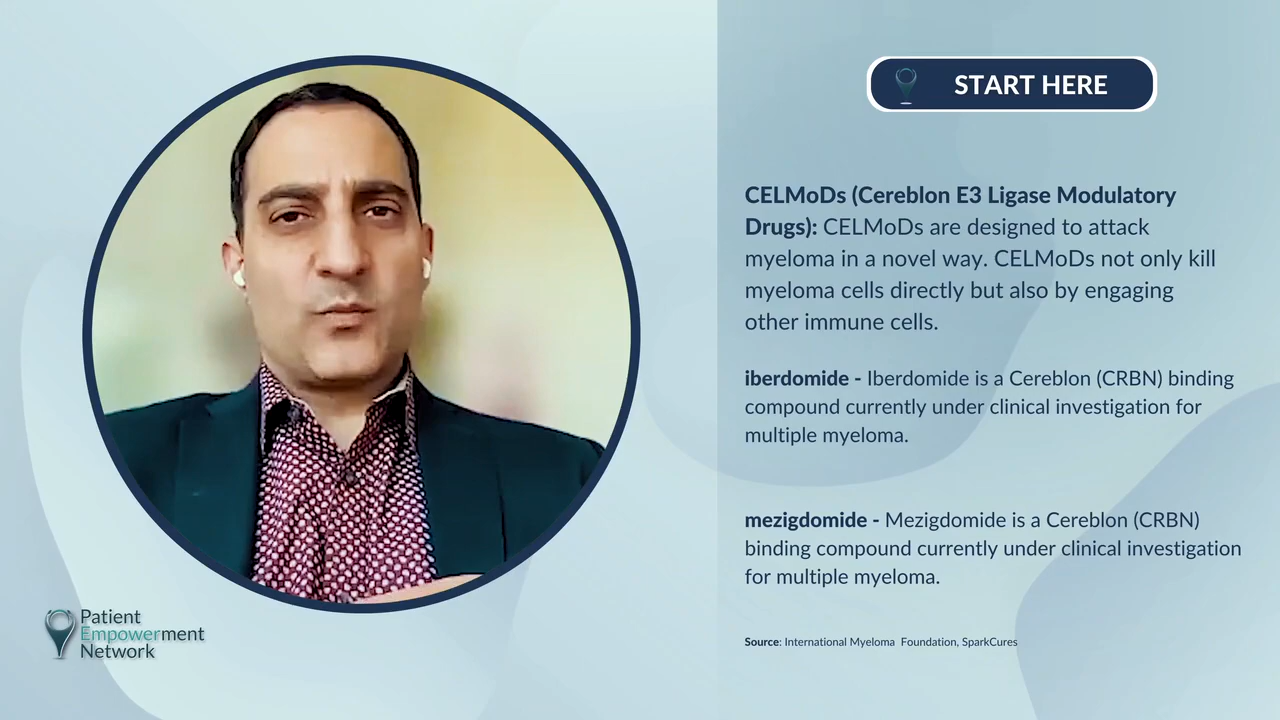 START HERE
CELMoDs (Cereblon E3 Ligase Modulatory
Drugs): CELMoDs are designed to attack
myeloma in a novel way. CELMoDs not only kill
myeloma cells directly but also by engaging
other immune cells.
iberdomide - Iberdomide is a Cereblon (CRBN) binding
compound currently under clinical investigation for
multiple myeloma.
mezigdomide - Mezigdomide is a Cereblon (CRBN)
binding compound currently under clinical investigation
for multiple myeloma.
Source: International Myeloma Foundation, SparkCures
Patient
Empowerment
Network